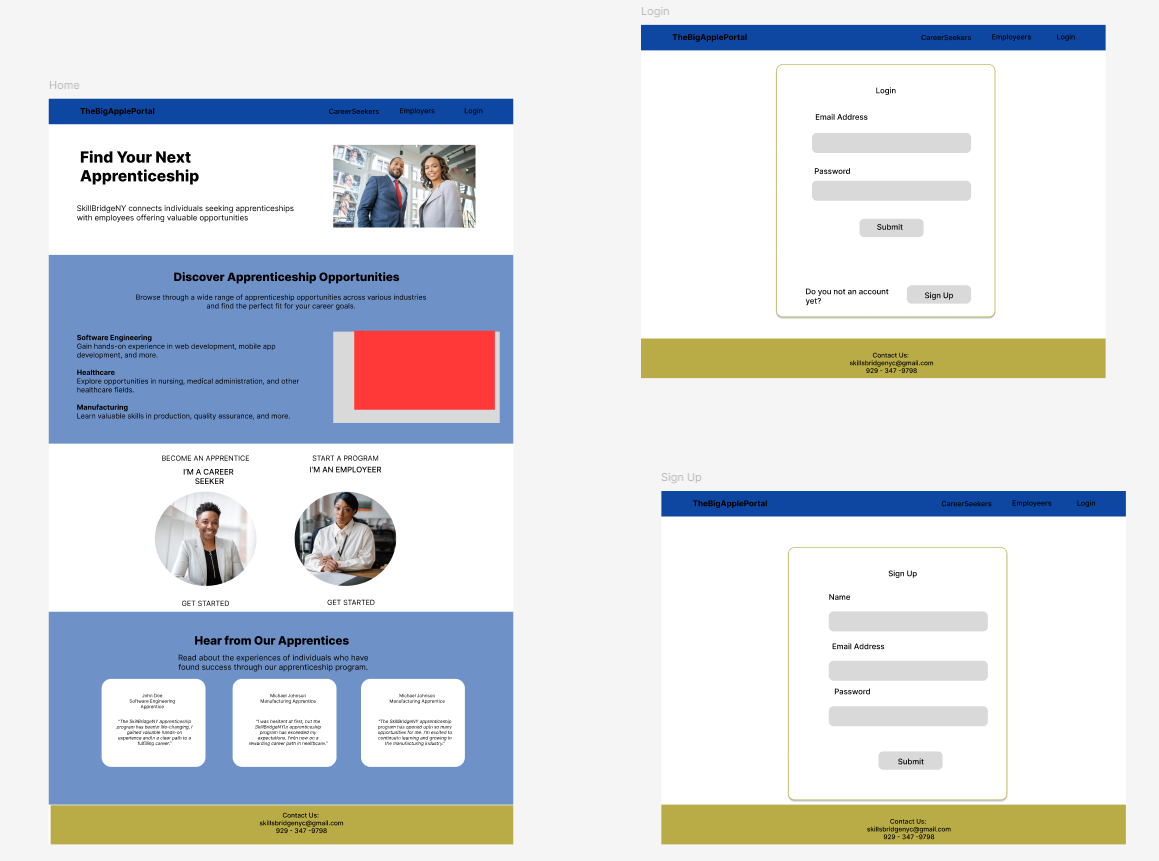 Home
TheBigApplePortal
CareerSeekers
Employers
Login
Find Your Next
Apprenticeship
SkillBridgeNY connects individuals seeking apprenticeships
with employees offering valuable opportunities
Discover Apprenticeship Opportunities
Browse through a wide range of apprenticeship opportunities across various industries
and find the perfect fit for your career goals.
Software Engineering
Gain hands-on experience in web development, mobile app
development, and more.
Healthcare
Explore opportunities in nursing, medical administration, and other
healthcare fields.
Manufacturing
Learn valuable skills in production, quality assurance, and more.
BECOME AN APPRENTICE
I'M A CAREER
SEEKER
GET STARTED
START A PROGRAM
I'M AN EMPLOYEER
GET STARTED
Hear from Our Apprentices
Read about the experiences of individuals who have
found success through our apprenticeship program.
John Doe
Software Engineering
Apprentice
"The SkillBridgeNY apprenticeship
program has been life-changing. I
gained valuable hands-on
experience and a clear path to a
fulfilling career."
Michael Johnson
Manufacturing Apprentice
"I was hesitant at first, but the
SkillBridgeNY apprenticeship
program has exceeded my
expectations. I'm now on a
rewarding career path in healthcare."
Michael Johnson
Manufacturing Apprentice
"The SkillBridgeNY apprenticeship
program has opened up so many
opportunities for me. I'm excited to
continue learning and growing in
the manufacturing industry."
Contact Us:
skillsbridgenyc@gmail.com
929 - 347 -9798
Login
TheBigApplePortal
CareerSeekers
Employeers
Login
Login
Email Address
Password
Submit
Do you not an account
yet?
Sign Up
Contact Us:
skillsbridgenyc@gmail.com
929 - 347 -9798
Sign Up
TheBigApplePortal
CareerSeekers
Employeers
Login
Sign Up
Name
Email Address
Password
Submit
Contact Us:
skillsbridgenyc@gmail.com
929 - 347 -9798